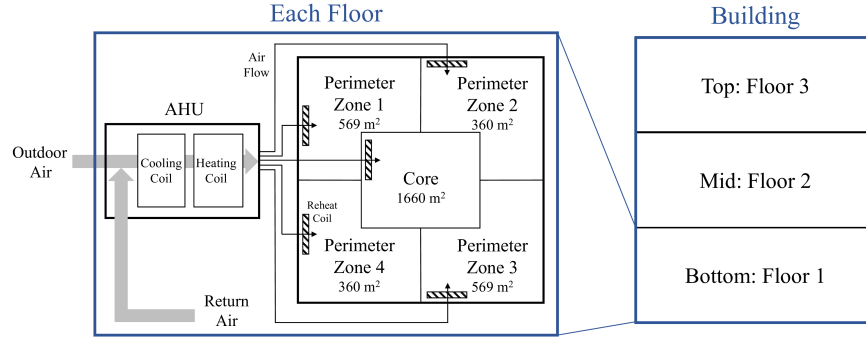 Each Floor
Building
Air
Flow
AHU
Outdoor
Air
Cooling
Coil
Heating
Coil
Return
Air
Perimeter
Zone 1
569 m²
Perimeter
Zone 2
360 m²
Core
1660 m²
Reheat
Coil
Perimeter
Zone 4
360 m²
Perimeter
Zone 3
569 m²
Top: Floor 3
Mid: Floor 2
Bottom: Floor 1